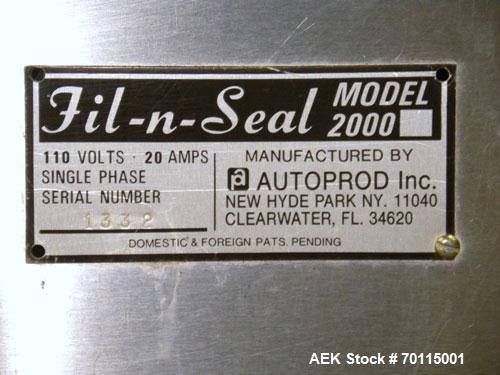 Fil-n-Seal MODEL 2000
110 VOLTS · 20 AMPS
SINGLE PHASE
SERIAL NUMBER
1332
MANUFACTURED BY
a AUTOPROD Inc.
NEW HYDE PARK NY. 11040
CLEARWATER, FL. 34620
DOMESTIC & FOREIGN PATS. PENDING
AEK Stock # 70115001